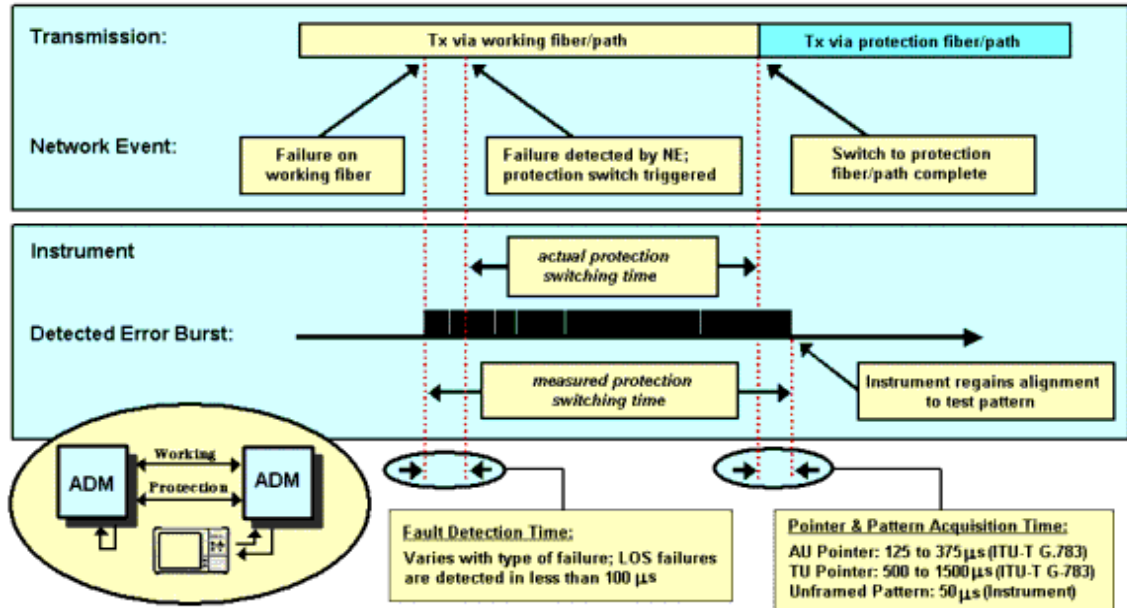 Transmission:
Tx via working fiber/path
Tx via protection fiber/path
Network Event:
Failure on
working fiber
Failure detected by NE;
protection switch triggered
Switch to protection
fiber/path complete
Instrument
actual protection
switching time
Detected Error Burst:
measured protection
switching time
Instrument regains alignment
to test pattern
ADM
Working
Protection
ADM
Fault Detection Time:
Varies with type of failure; LOS failures
are detected in less than 100 µs
Pointer & Pattern Acquisition Time:
AU Pointer: 125 to 375µs (ITU-T G.783)
TU Pointer: 500 to 1500µs (ITU-T G-783)
Unframed Pattern: 50µs (Instrument)